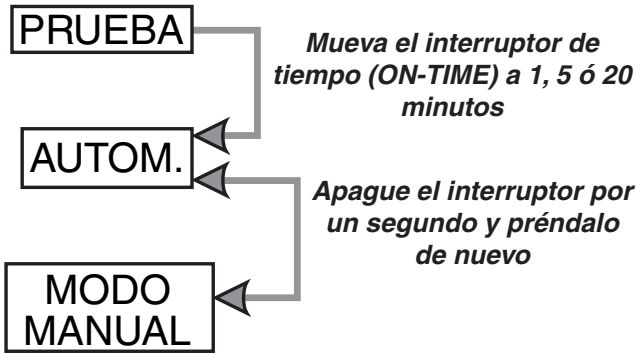 PRUEBA
Mueva el interruptor de
tiempo (ON-TIME) a 1, 5 ó 20
minutos
AUTOM.
Apague el interruptor por
un segundo y préndalo
de nuevo
MODO
MANUAL